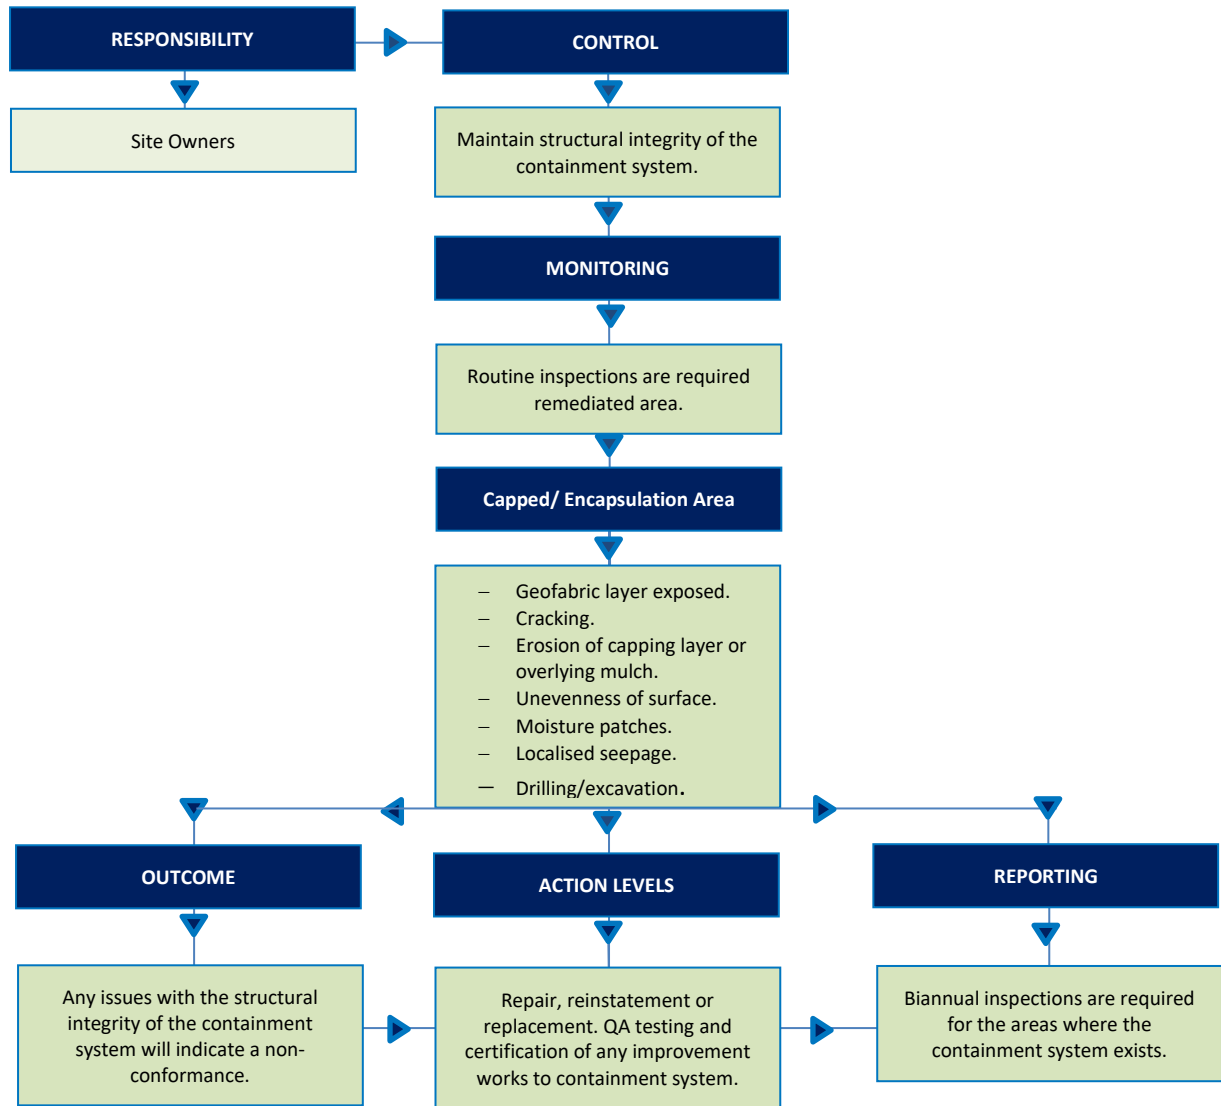 RESPONSIBILITY
CONTROL
Site Owners
Maintain structural integrity of the
containment system.
MONITORING
Routine inspections are required
remediated area.
Capped/ Encapsulation Area
– Geofabric layer exposed.
– Cracking.
– Erosion of capping layer or
overlying mulch.
– Unevenness of surface.
– Moisture patches.
– Localised seepage.
– Drilling/excavation.
OUTCOME
ACTION LEVELS
REPORTING
Any issues with the structural
integrity of the containment
system will indicate a non-
conformance.
Repair, reinstatement or
replacement. QA testing and
certification of any improvement
works to containment system.
Biannual inspections are required
for the areas where the
containment system exists.